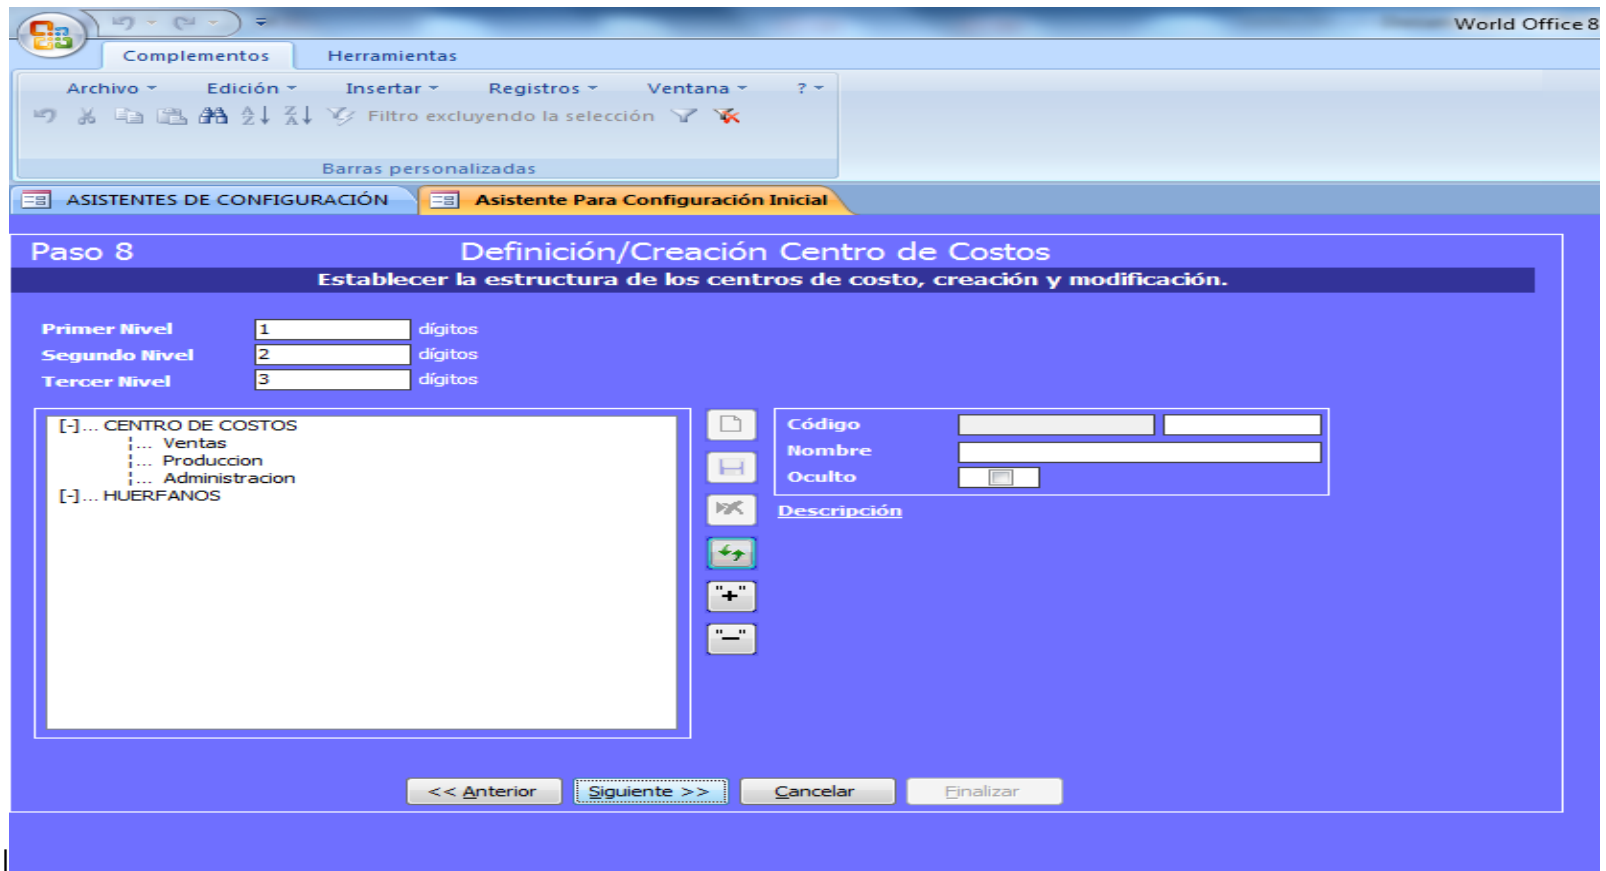 World Office 8
Complementos Herramientas
Archivo Edición Insertar Registros Ventana ?
Filtro excluyendo la selección
Barras personalizadas
ASISTENTES DE CONFIGURACIÓN Asistente Para Configuración Inicial
Paso 8 Definición/Creación Centro de Costos
Establecer la estructura de los centros de costo, creación y modificación.
Primer Nivel 1 dígitos
Segundo Nivel 2 dígitos
Tercer Nivel 3 dígitos
[-]... CENTRO DE COSTOS
¦... Ventas
¦... Produccion
¦... Administracion
[-]... HUERFANOS
"+"
"—"
Código
Nombre
Oculto
Descripción
<< Anterior Siguiente >> Cancelar Finalizar